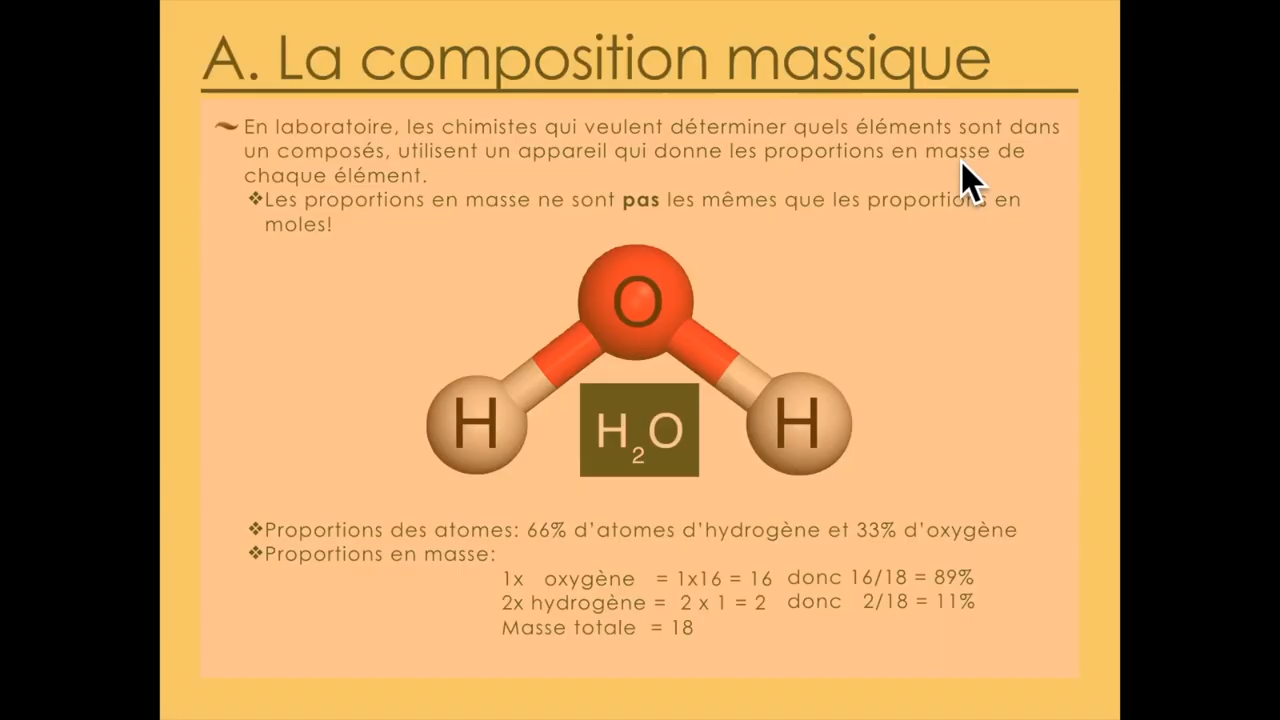 A. La composition massique
En laboratoire, les chimistes qui veulent déterminer quels éléments sont dans
un composés, utilisent un appareil qui donne les proportions en masse de
chaque élément.
❖Les proportions en masse ne sont pas les mêmes que les proportions en
moles!
O
H
H
H₂O
❖Proportions des atomes: 66% d’atomes d’hydrogène et 33% d’oxygène
❖Proportions en masse:
1x oxygène = 1x16 = 16 donc 16/18 = 89%
2x hydrogène = 2 x 1 = 2 donc 2/18 = 11%
Masse totale = 18